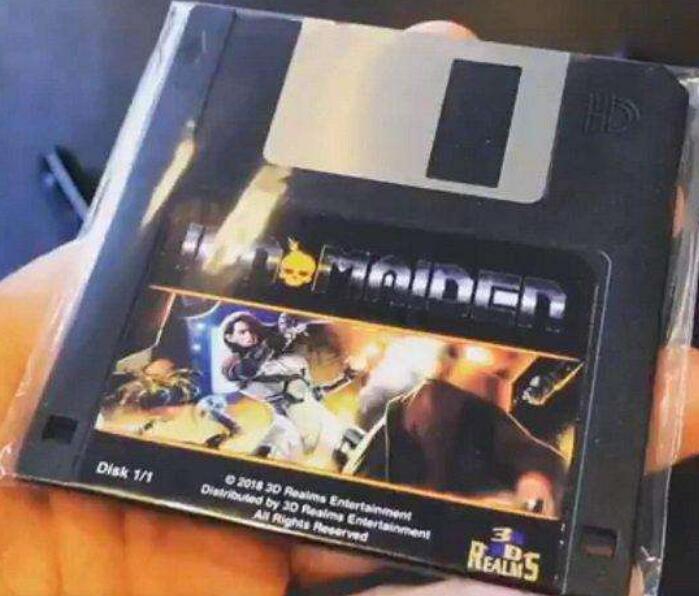 HD
ION MAIDEN
Disk 1/1
© 2018 3D Realms Entertainment
Distributed by 3D Realms Entertainment
All Rights Reserved
3D
REALMS